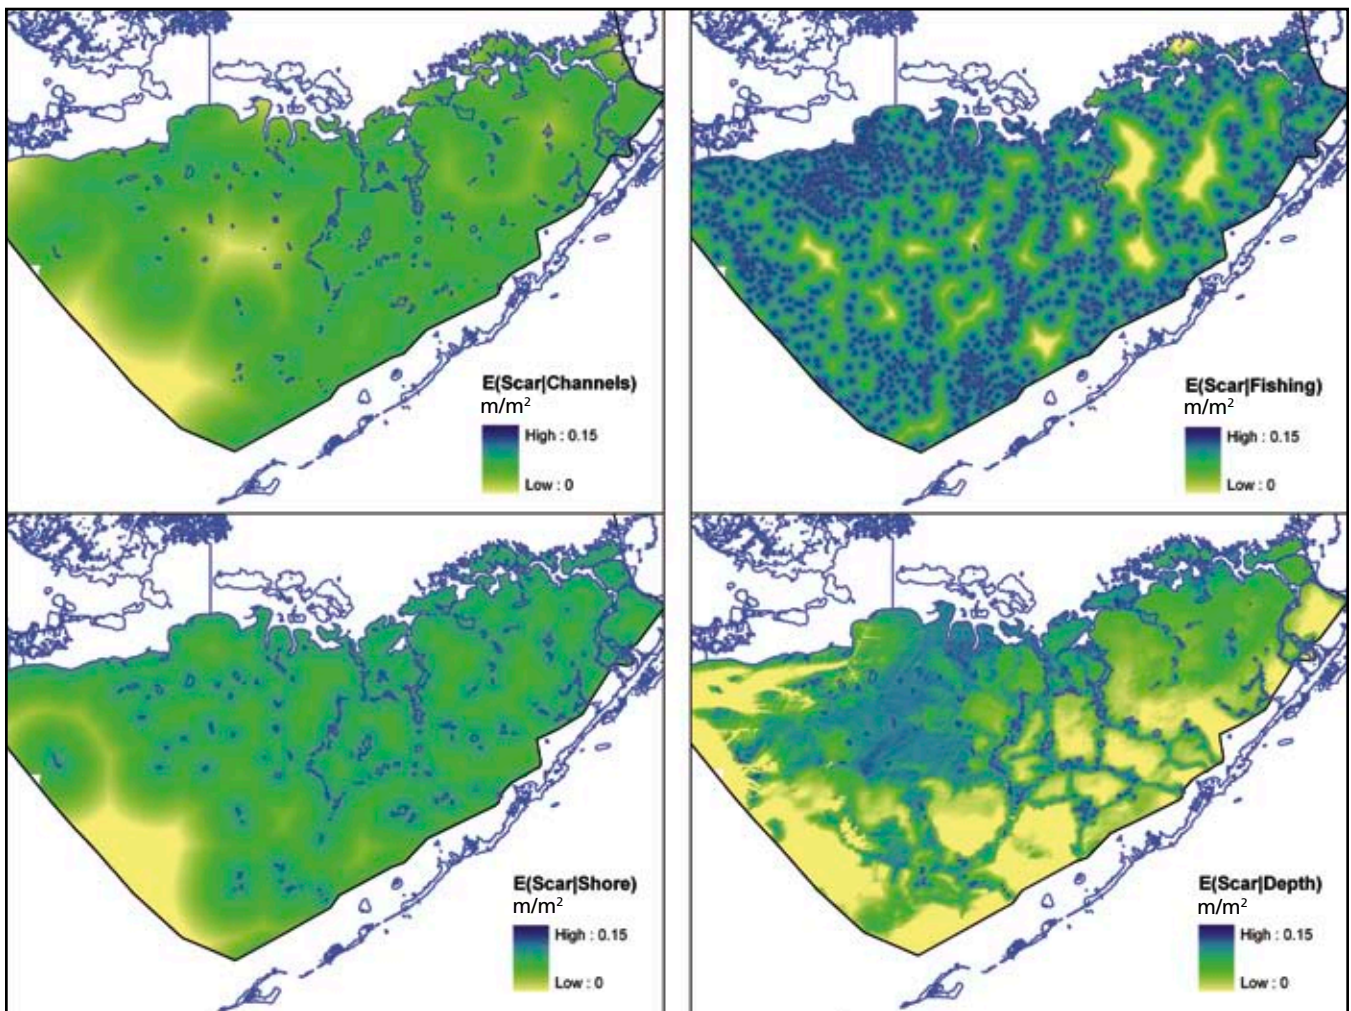 E(Scar|Channels)
m/m²
High : 0.15
Low : 0
E(Scar|Fishing)
m/m²
High : 0.15
Low : 0
E(Scar|Shore)
m/m²
High : 0.15
Low : 0
E(Scar|Depth)
m/m²
High : 0.15
Low : 0